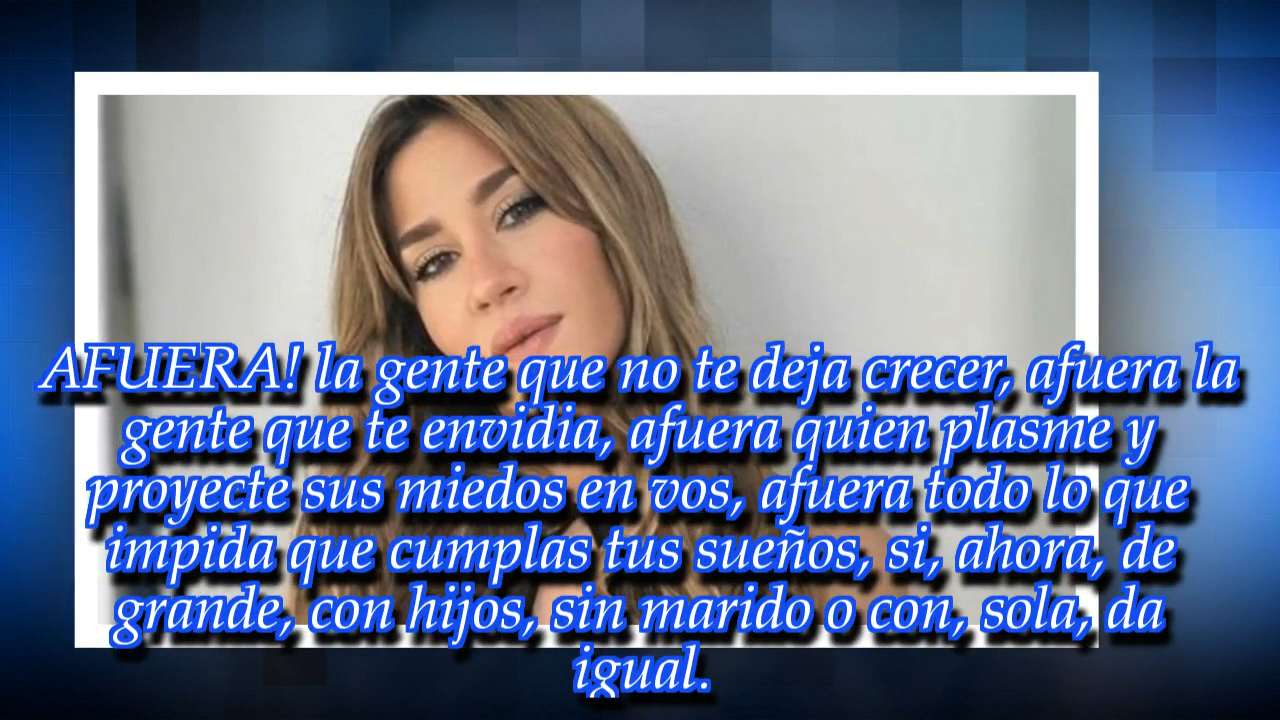 AFUERA! la gente que no te deja crecer, afuera la
gente que te envidia, afuera quien plasme y
proyecte sus miedos en vos, afuera todo lo que
impida que cumplas tus sueños, si, ahora, de
grande, con hijos, sin marido o con, sola, da
igual.